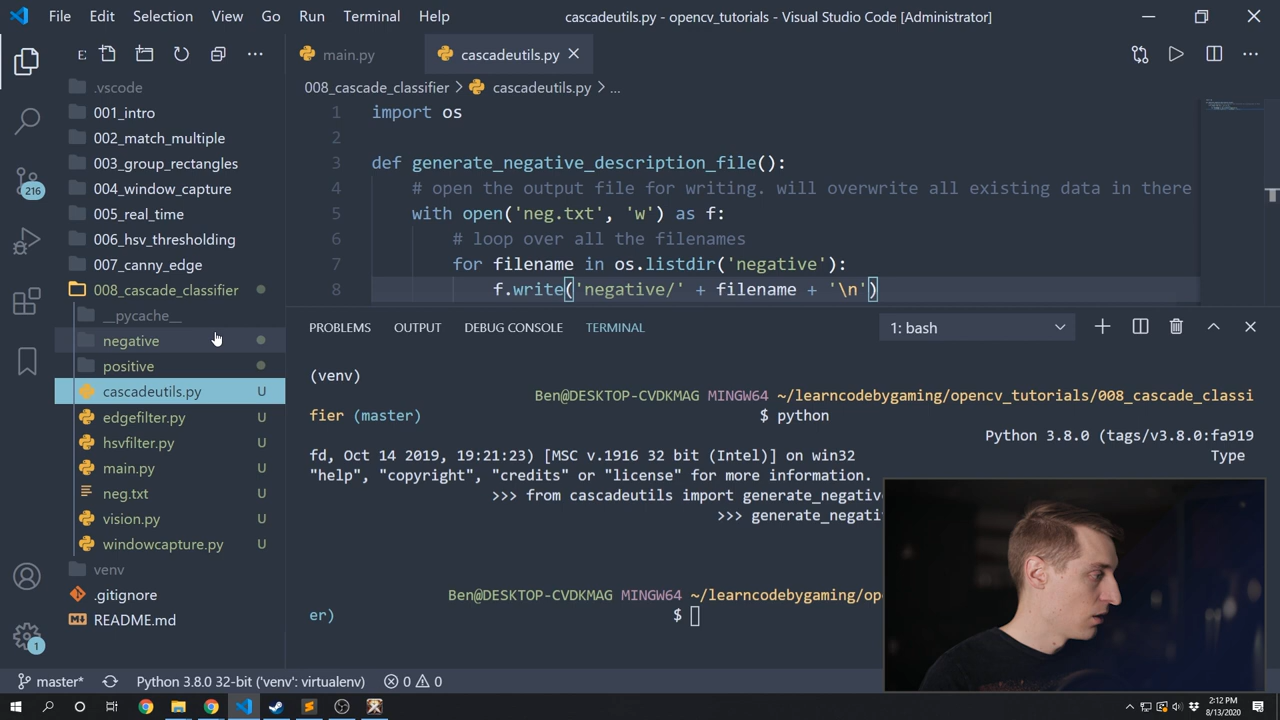 File Edit Selection View Go Run Terminal Help cascadeutils.py - opencv_tutorials - Visual Studio Code [Administrator]
E
main.py cascadeutils.py
008_cascade_classifier > cascadeutils.py > ...
.vscode
001_intro
002_match_multiple
003_group_rectangles
004_window_capture
005_real_time
006_hsv_thresholding
007_canny_edge
008_cascade_classifier
__pycache__
negative
positive
cascadeutils.py U
edgefilter.py U
hsvfilter.py U
main.py U
neg.txt U
vision.py U
windowcapture.py U
venv
.gitignore
README.md
216
1
1 import os
2
3 def generate_negative_description_file():
4 # open the output file for writing. will overwrite all existing data in there
5 with open('neg.txt', 'w') as f:
6 # loop over all the filenames
7 for filename in os.listdir('negative'):
8 f.write('negative/' + filename + '\n')
PROBLEMS OUTPUT DEBUG CONSOLE TERMINAL 1: bash
(venv)
Ben@DESKTOP-CVDKMAG MINGW64 ~/learncodebygaming/opencv_tutorials/008_cascade_classi
fier (master)
$ python
Python 3.8.0 (tags/v3.8.0:fa919
fd, Oct 14 2019, 19:21:23) [MSC v.1916 32 bit (Intel)] on win32
Type
"help", "copyright", "credits" or "license" for more information.
>>> from cascadeutils import generate_negative
>>> generate_negati
Ben@DESKTOP-CVDKMAG MINGW64 ~/learncodebygaming/op
er)
$
master* Python 3.8.0 32-bit ('venv': virtualenv) 0 0
2:12 PM
8/13/2020